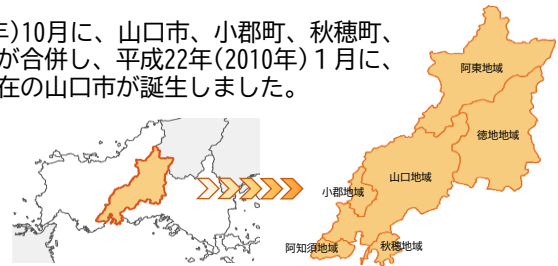 年)10月に、山口市、小郡町、秋穂町、
が合併し、平成22年(2010年)１月に、
在の山口市が誕生しました。
阿東地域
徳地地域
山口地域
小郡地域
阿知須地域
秋穂地域